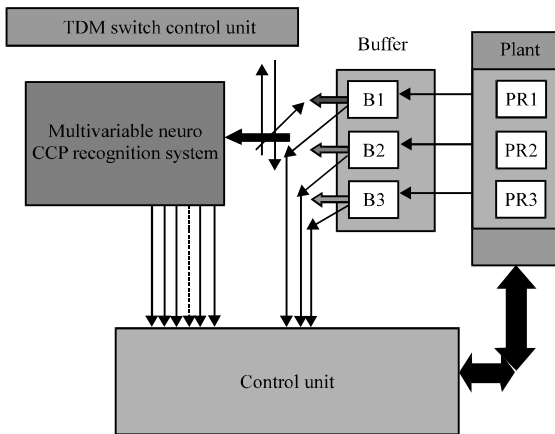 TDM switch control unit
Buffer
Plant
Multivariable neuro
CCP recognition system
B1
B2
B3
PR1
PR2
PR3
Control unit